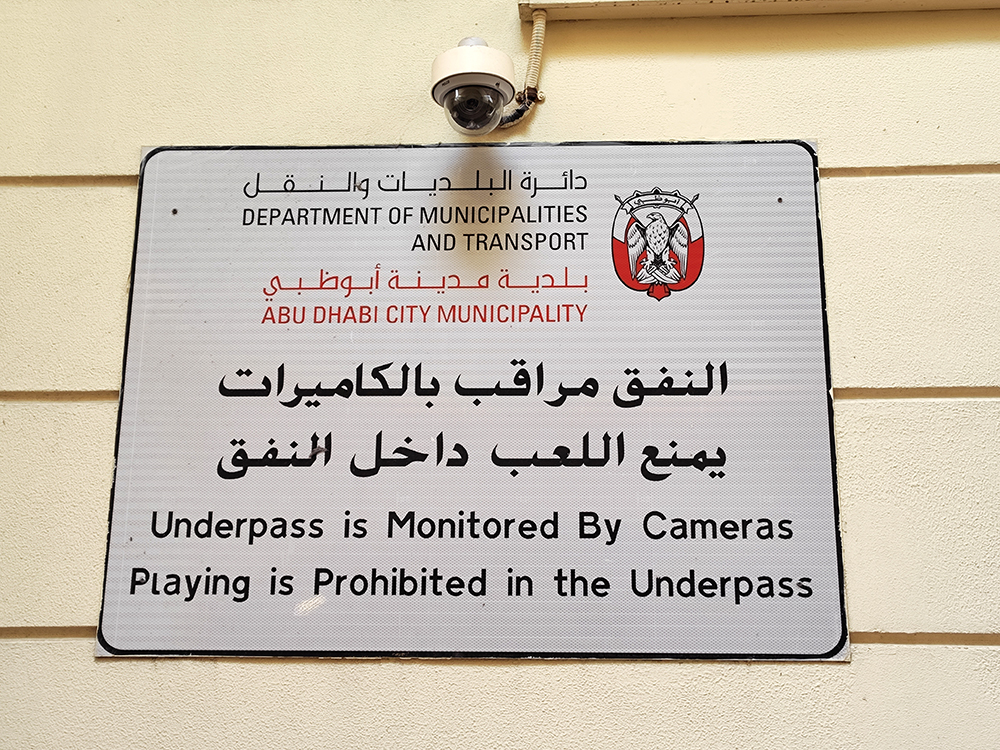 دائرة البلديات والنقل
DEPARTMENT OF MUNICIPALITIES
AND TRANSPORT
بلدية مدينة أبوظبي
ABU DHABI CITY MUNICIPALITY
أبوظبي
النفق مراقب بالكاميرات
يمنع اللعب داخل النفق
Underpass is Monitored By Cameras
Playing is Prohibited in the Underpass